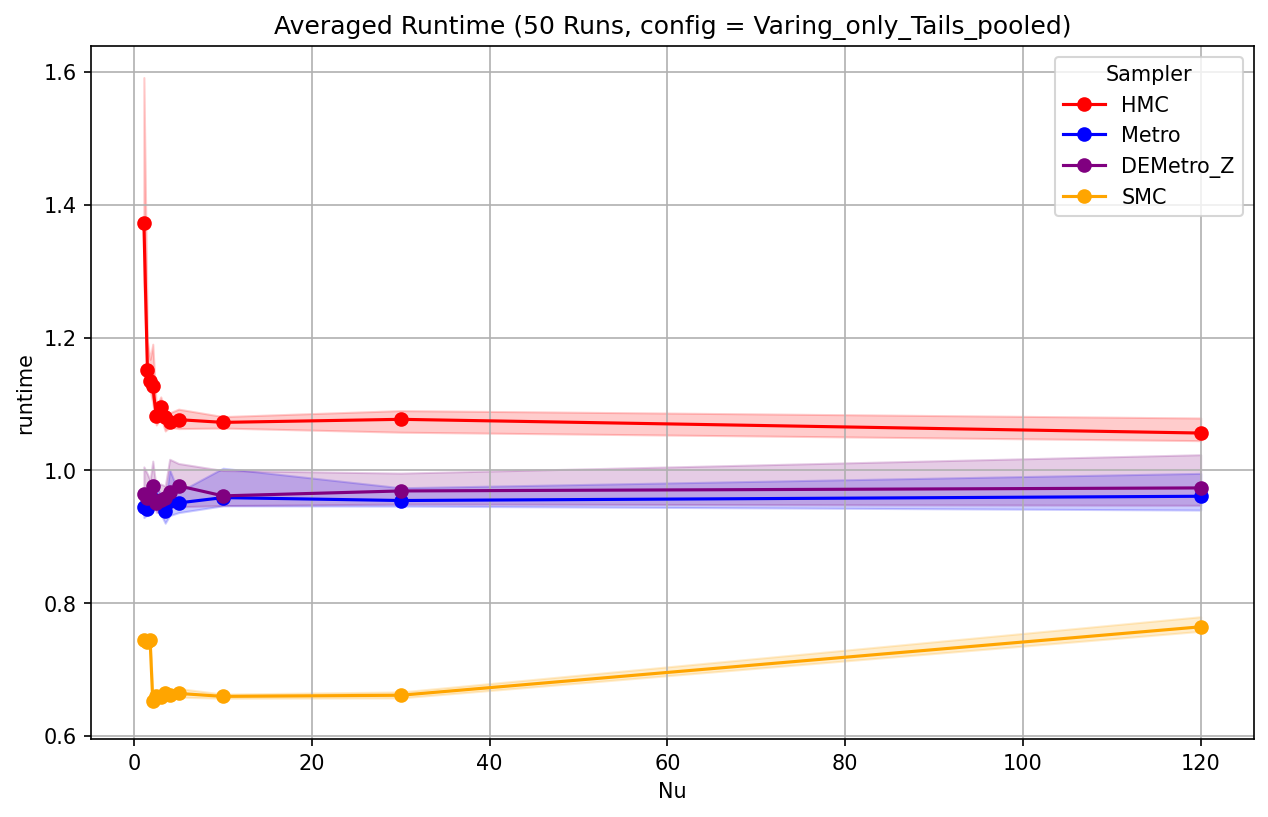 Averaged Runtime (50 Runs, config = Varing_only_Tails_pooled)
Sampler
HMC
Metro
DEMetro_Z
SMC
runtime
1.6
1.4
1.2
1.0
0.8
0.6
0 20 40 60 80 100 120
Nu